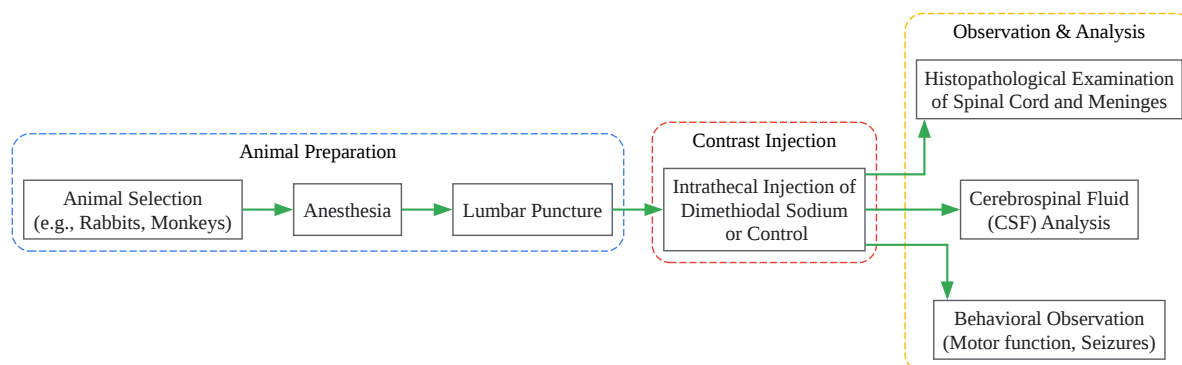 Animal Preparation
Animal Selection
(e.g., Rabbits, Monkeys)
Anesthesia
Lumbar Puncture
Contrast Injection
Intrathecal Injection of
Dimethiodal Sodium
or Control
Observation & Analysis
Histopathological Examination
of Spinal Cord and Meninges
Cerebrospinal Fluid
(CSF) Analysis
Behavioral Observation
(Motor function, Seizures)